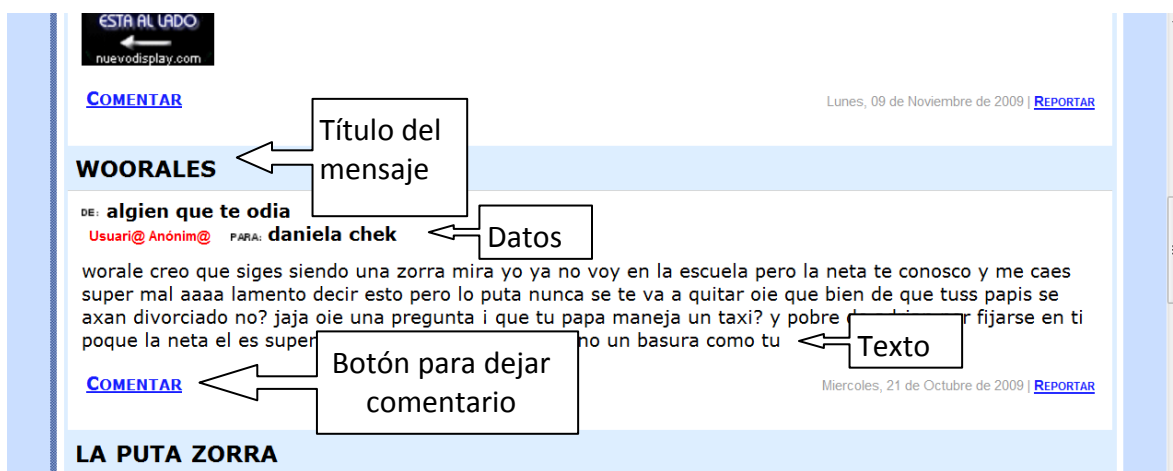 ESTA AL LADO
nuevodisplay.com
COMENTAR
Lunes, 09 de Noviembre de 2009 | REPORTAR
Título del
mensaje
WOORALES
DE: algien que te odia
Usuari@ Anónim@ PARA: daniela chek
Datos
worale creo que siges siendo una zorra mira yo ya no voy en la escuela pero la neta te conosco y me caes
super mal aaaa lamento decir esto pero lo puta nunca se te va a quitar oie que bien de que tuss papis se
axan divorciado no? jaja oie una pregunta i que tu papa maneja un taxi? y pobre fijarse en ti
poque la neta el es super un basura como tu
Texto
Botón para dejar
comentario
COMENTAR
Miercoles, 21 de Octubre de 2009 | REPORTAR
LA PUTA ZORRA